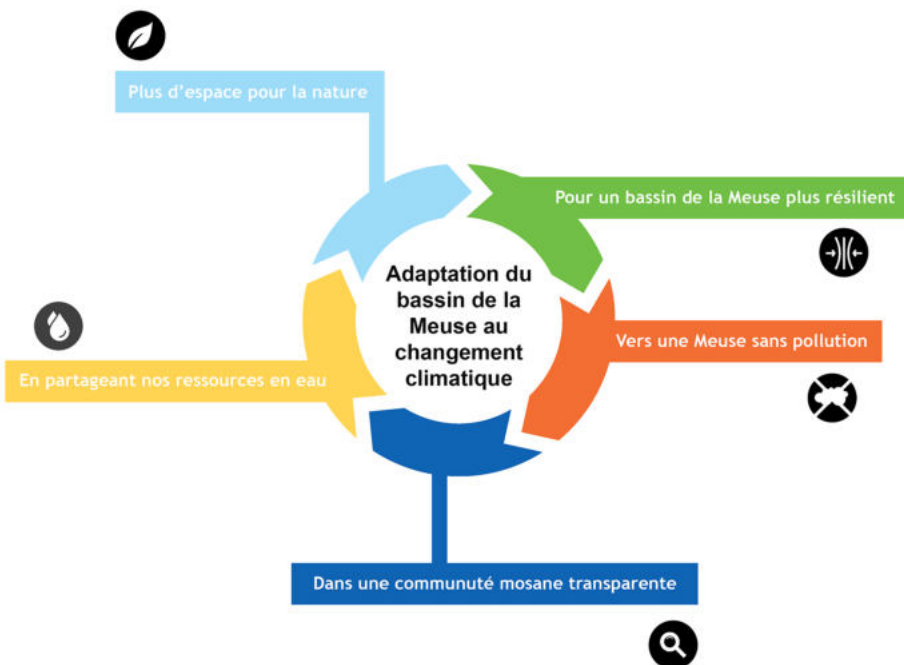 Plus d'espace pour la nature
Pour un bassin de la Meuse plus résilient
Adaptation du
bassin de la
Meuse au
changement
climatique
Vers une Meuse sans pollution
En partageant nos ressources en eau
Dans une communuté mosane transparente